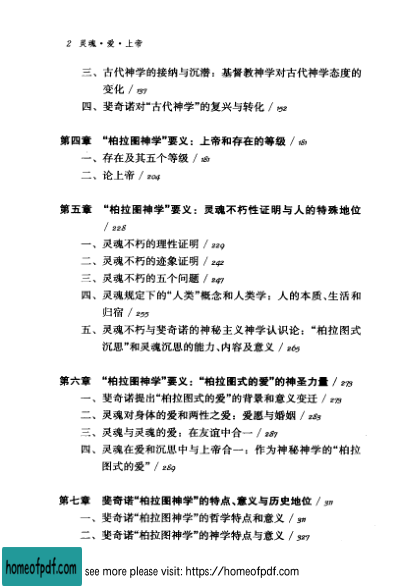 2 灵魂·爱·上帝
三、古代神学的接纳与沉潜：基督教神学对古代神学态度的
变化 / 137
四、斐奇诺对“古代神学”的复兴与转化 / 152
第四章 “柏拉图神学”要义：上帝和存在的等级 / 181
一、存在及其五个等级 / 181
二、论上帝 / 204
第五章 “柏拉图神学”要义：灵魂不朽性证明与人的特殊地位
/ 228
一、灵魂不朽的理性证明 / 229
二、灵魂不朽的迹象证明 / 242
三、灵魂不朽的五个问题 / 247
四、灵魂规定下的“人类”概念和人类学：人的本质、生活和
归宿 / 255
五、灵魂不朽与斐奇诺的神秘主义神学认识论：“柏拉图式
沉思”和灵魂沉思的能力、内容及意义 / 265
第六章 “柏拉图神学”要义：“柏拉图式的爱”的神圣力量 / 273
一、斐奇诺提出“柏拉图式的爱”的背景和意义变迁 / 273
二、灵魂对身体的爱和两性之爱：爱愿与婚姻 / 283
三、灵魂与灵魂的爱：在友谊中合一 / 287
四、灵魂在爱和沉思中与上帝合一：作为神秘神学的“柏拉
图式的爱” / 289
第七章 斐奇诺“柏拉图神学”的特点、意义与历史地位 / 311
一、斐奇诺“柏拉图神学”的哲学特点和意义 / 311
二、斐奇诺“柏拉图神学”的神学特点与意义 / 327
homeofpdf.com
see more please visit: https://homeofpdf.com